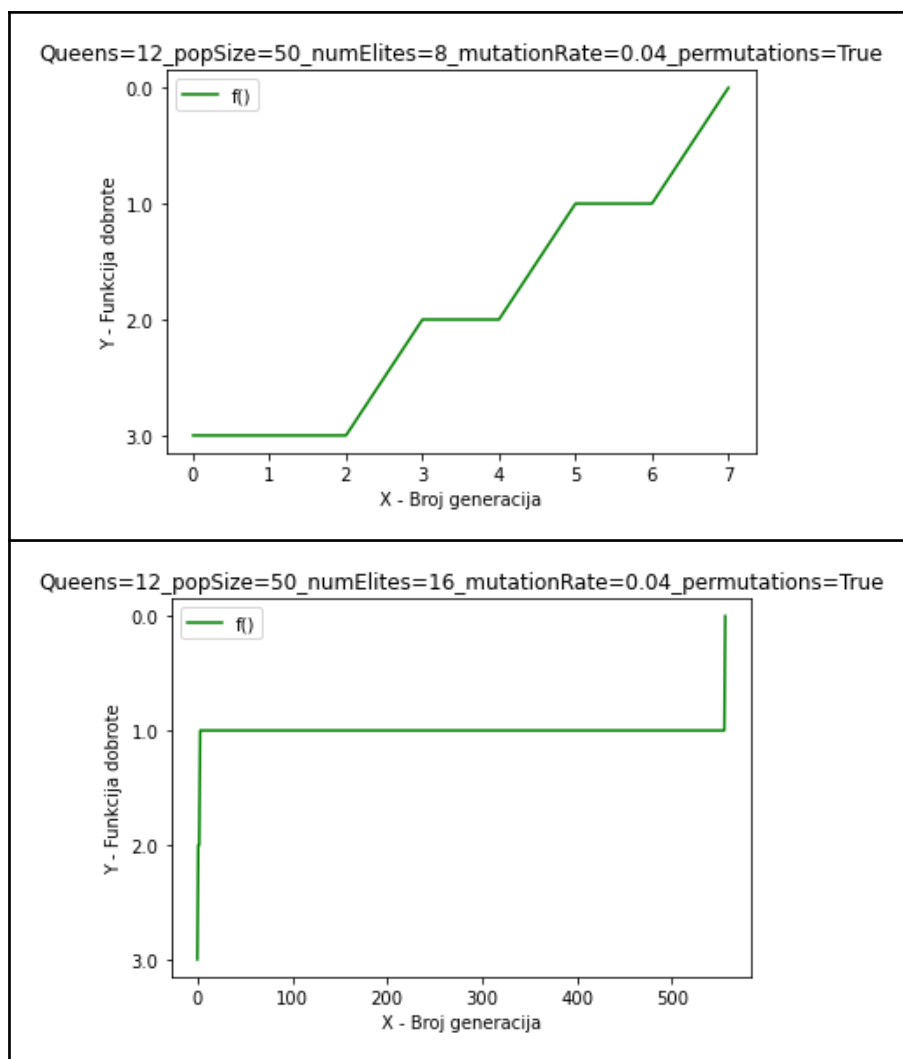 Queens=12_popSize=50_numElites=8_mutationRate=0.04_permutations=True
f()
Y - Funkcija dobrote
0.0
1.0
2.0
3.0
0 1 2 3 4 5 6 7
X - Broj generacija
Queens=12_popSize=50_numElites=16_mutationRate=0.04_permutations=True
f()
Y - Funkcija dobrote
0.0
1.0
2.0
3.0
0 100 200 300 400 500
X - Broj generacija